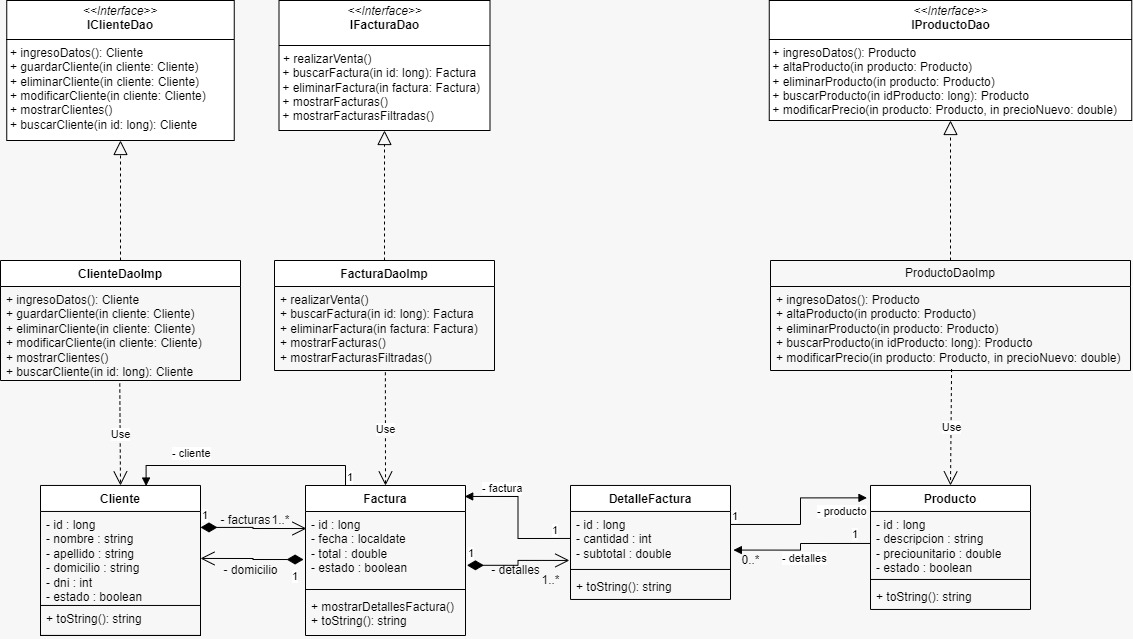 <<Interface>>
IClienteDao
+ ingresoDatos(): Cliente
+ guardarCliente(in cliente: Cliente)
+ eliminarCliente(in cliente: Cliente)
+ modificarCliente(in cliente: Cliente)
+ mostrarClientes()
+ buscarCliente(in id: long): Cliente
<<Interface>>
IFacturaDao
+ realizarVenta()
+ buscarFactura(in id: long): Factura
+ eliminarFactura(in factura: Factura)
+ mostrarFacturas()
+ mostrarFacturasFiltradas()
<<Interface>>
IProductoDao
+ ingresoDatos(): Producto
+ altaProducto(in producto: Producto)
+ eliminarProducto(in producto: Producto)
+ buscarProducto(in idProducto: long): Producto
+ modificarPrecio(in producto: Producto, in precioNuevo: double)
ClienteDaoImp
+ ingresoDatos(): Cliente
+ guardarCliente(in cliente: Cliente)
+ eliminarCliente(in cliente: Cliente)
+ modificarCliente(in cliente: Cliente)
+ mostrarClientes()
+ buscarCliente(in id: long): Cliente
FacturaDaoImp
+ realizarVenta()
+ buscarFactura(in id: long): Factura
+ eliminarFactura(in factura: Factura)
+ mostrarFacturas()
+ mostrarFacturasFiltradas()
ProductoDaoImp
+ ingresoDatos(): Producto
+ altaProducto(in producto: Producto)
+ eliminarProducto(in producto: Producto)
+ buscarProducto(in idProducto: long): Producto
+ modificarPrecio(in producto: Producto, in precioNuevo: double)
Use
Use
Use
- cliente
1
Cliente
- id : long
- nombre : string
- apellido : string
- domicilio : string
- dni : int
- estado : boolean
+ toString(): string
1
- facturas
1..*
- domicilio
1
Factura
- id : long
- fecha : localdate
- total : double
- estado : boolean
+ mostrarDetallesFactura()
+ toString(): string
- factura
1
1
- detalles
1..*
DetalleFactura
- id : long
- cantidad : int
- subtotal : double
+ toString(): string
1
- producto
1
0..*
- detalles
Producto
- id : long
- descripcion : string
- preciounitario : double
- estado : boolean
+ toString(): string